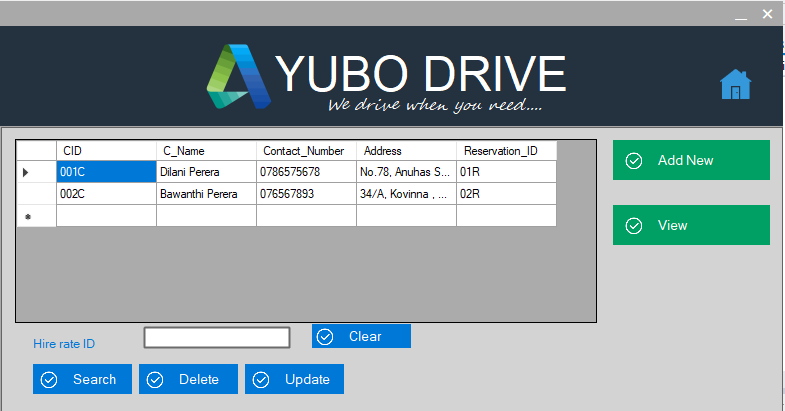 YUBO DRIVE
We drive when you need....
CID C_Name Contact_Number Address Reservation_ID
001C Dilani Perera 0786575678 No.78, Anuhas S... 01R
002C Bawanthi Perera 076567893 34/A, Kovinna , ... 02R
Add New
View
Hire rate ID
Clear
Search Delete Update